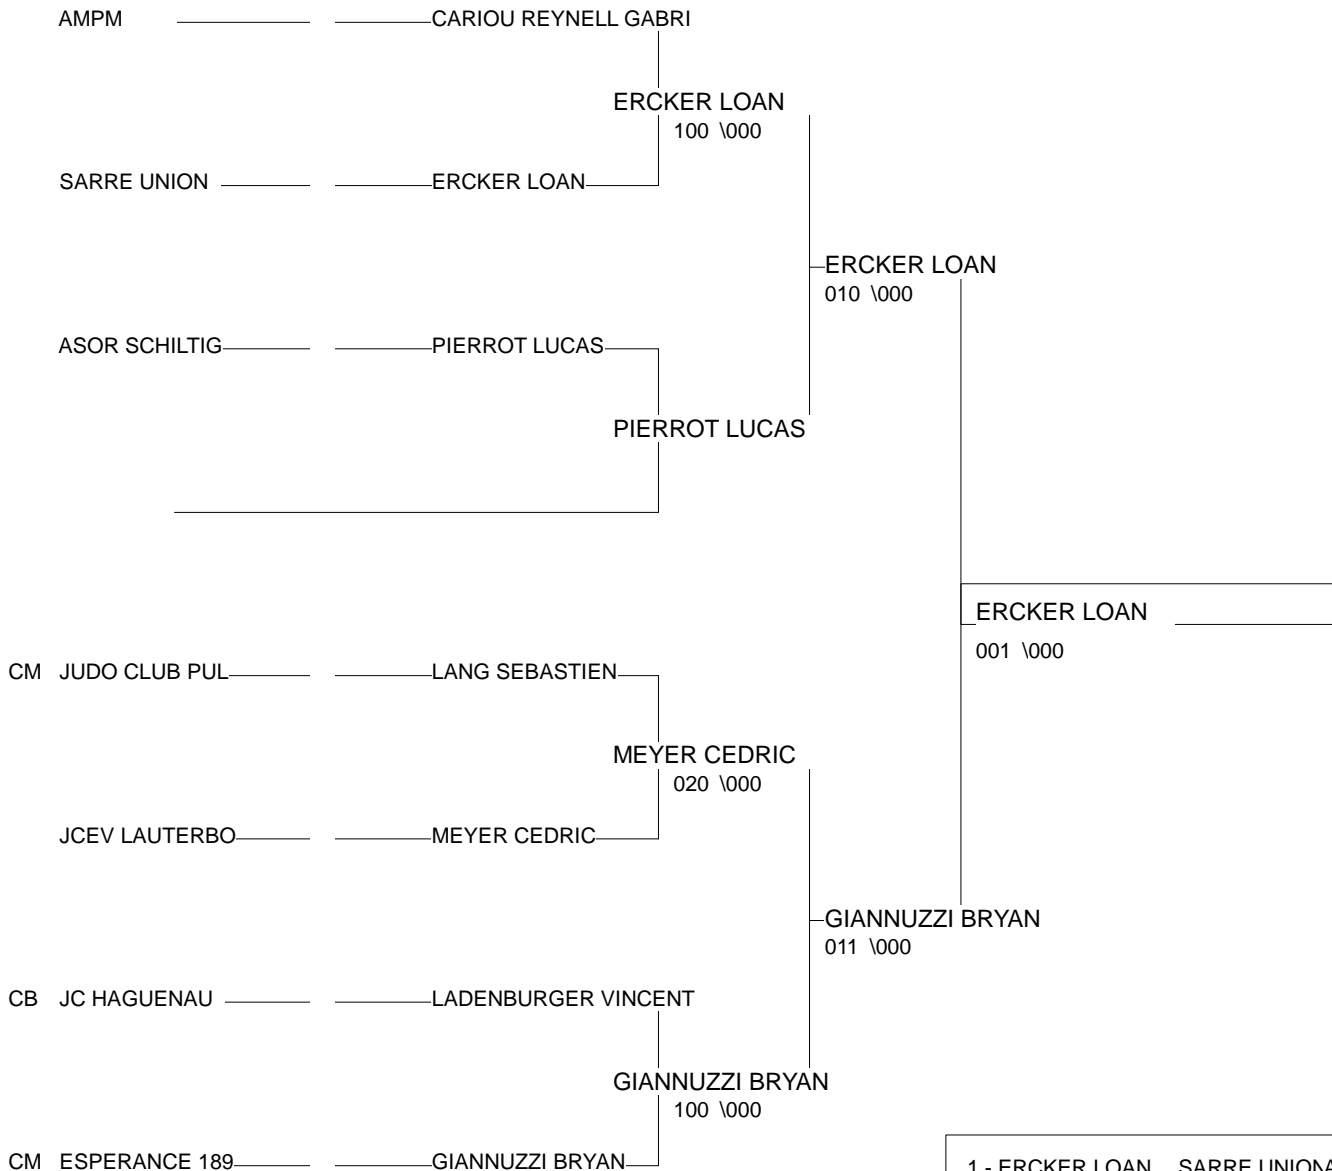 AMPM CARIOU REYNELL GABRI
ERCKER LOAN
100 \000
SARRE UNION ERCKER LOAN
ERCKER LOAN
010 \000
ASOR SCHILTIG PIERROT LUCAS
PIERROT LUCAS
ERCKER LOAN
001 \000
CM JUDO CLUB PUL LANG SEBASTIEN
MEYER CEDRIC
020 \000
JCEV LAUTERBO MEYER CEDRIC
GIANNUZZI BRYAN
011 \000
CB JC HAGUENAU LADENBURGER VINCENT
GIANNUZZI BRYAN
100 \000
CM ESPERANCE 189 GIANNUZZI BRYAN
1 - ERCKER LOAN SARRE UNION